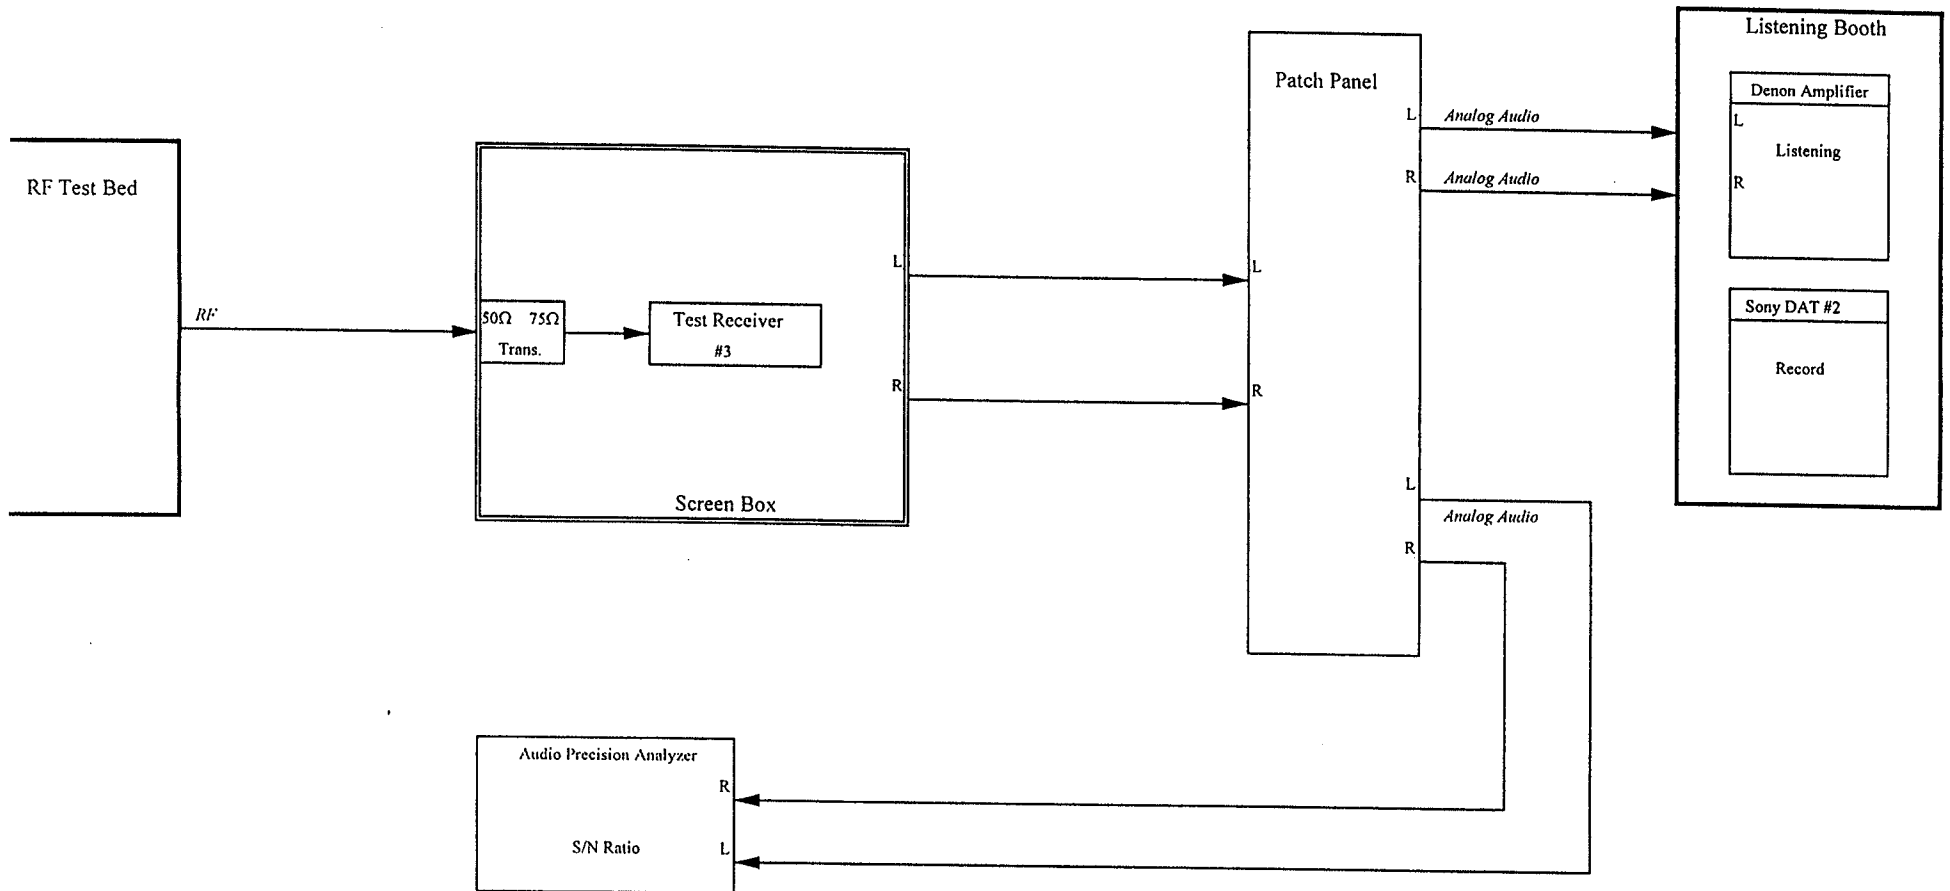 Listening Booth
Patch Panel
Denon Amplifier
L Analog Audio
L
Listening
RF Test Bed
R Analog Audio
R
L
L
RF
50Ω 75Ω
Trans.
Test Receiver
#3
Sony DAT #2
Record
R
R
Screen Box
L
Analog Audio
R
Audio Precision Analyzer
R
S/N Ratio
L